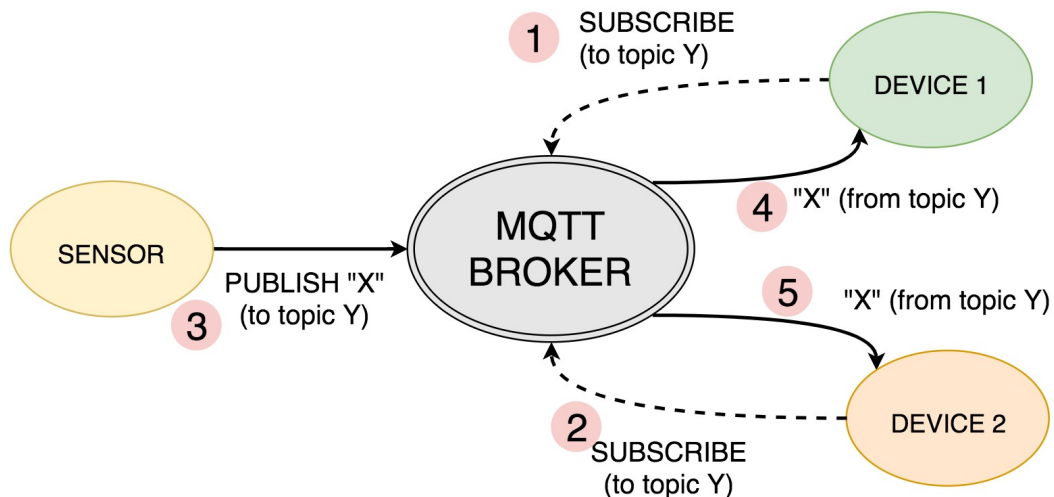 1
SUBSCRIBE
(to topic Y)
DEVICE 1
4
"X" (from topic Y)
MQTT
BROKER
SENSOR
PUBLISH "X"
(to topic Y)
3
5
"X" (from topic Y)
2
SUBSCRIBE
(to topic Y)
DEVICE 2